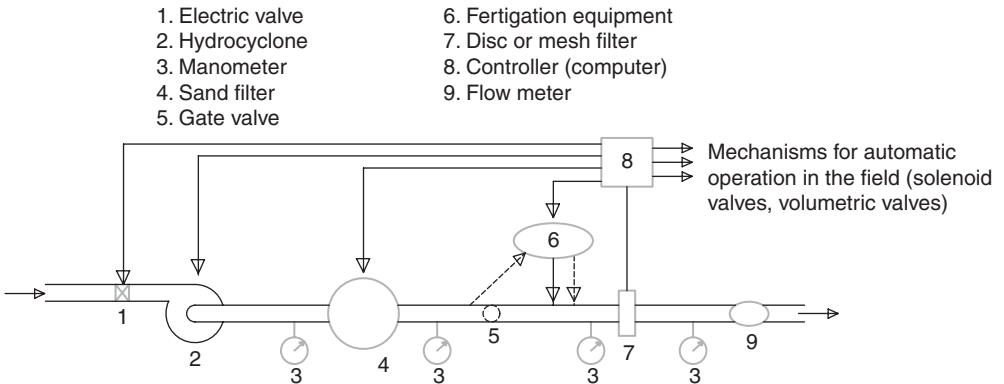 1. Electric valve
2. Hydrocyclone
3. Manometer
4. Sand filter
5. Gate valve
6. Fertigation equipment
7. Disc or mesh filter
8. Controller (computer)
9. Flow meter
8
Mechanisms for automatic
operation in the field (solenoid
valves, volumetric valves)
6
1
2
3
4
3
5
3
7
3
9